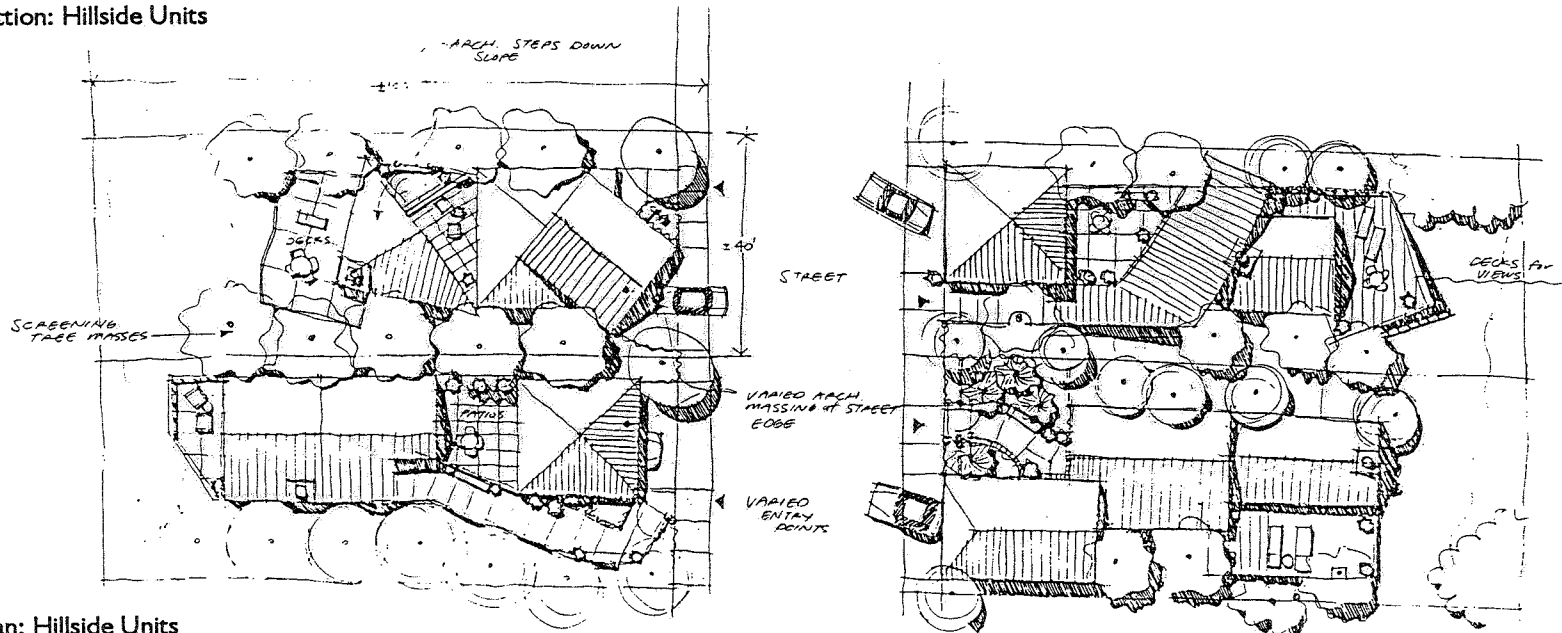 ction: Hillside Units
ARCH. STEPS DOWN
SLOPE
DECKS
±40'
STREET
DECKS for
VIEWS
SCREENING
TREE MASSES
VARIED ARCH.
MASSING at STREET
EDGE
PATIOS
VARIED
ENTRY
POINTS
an: Hillside Units